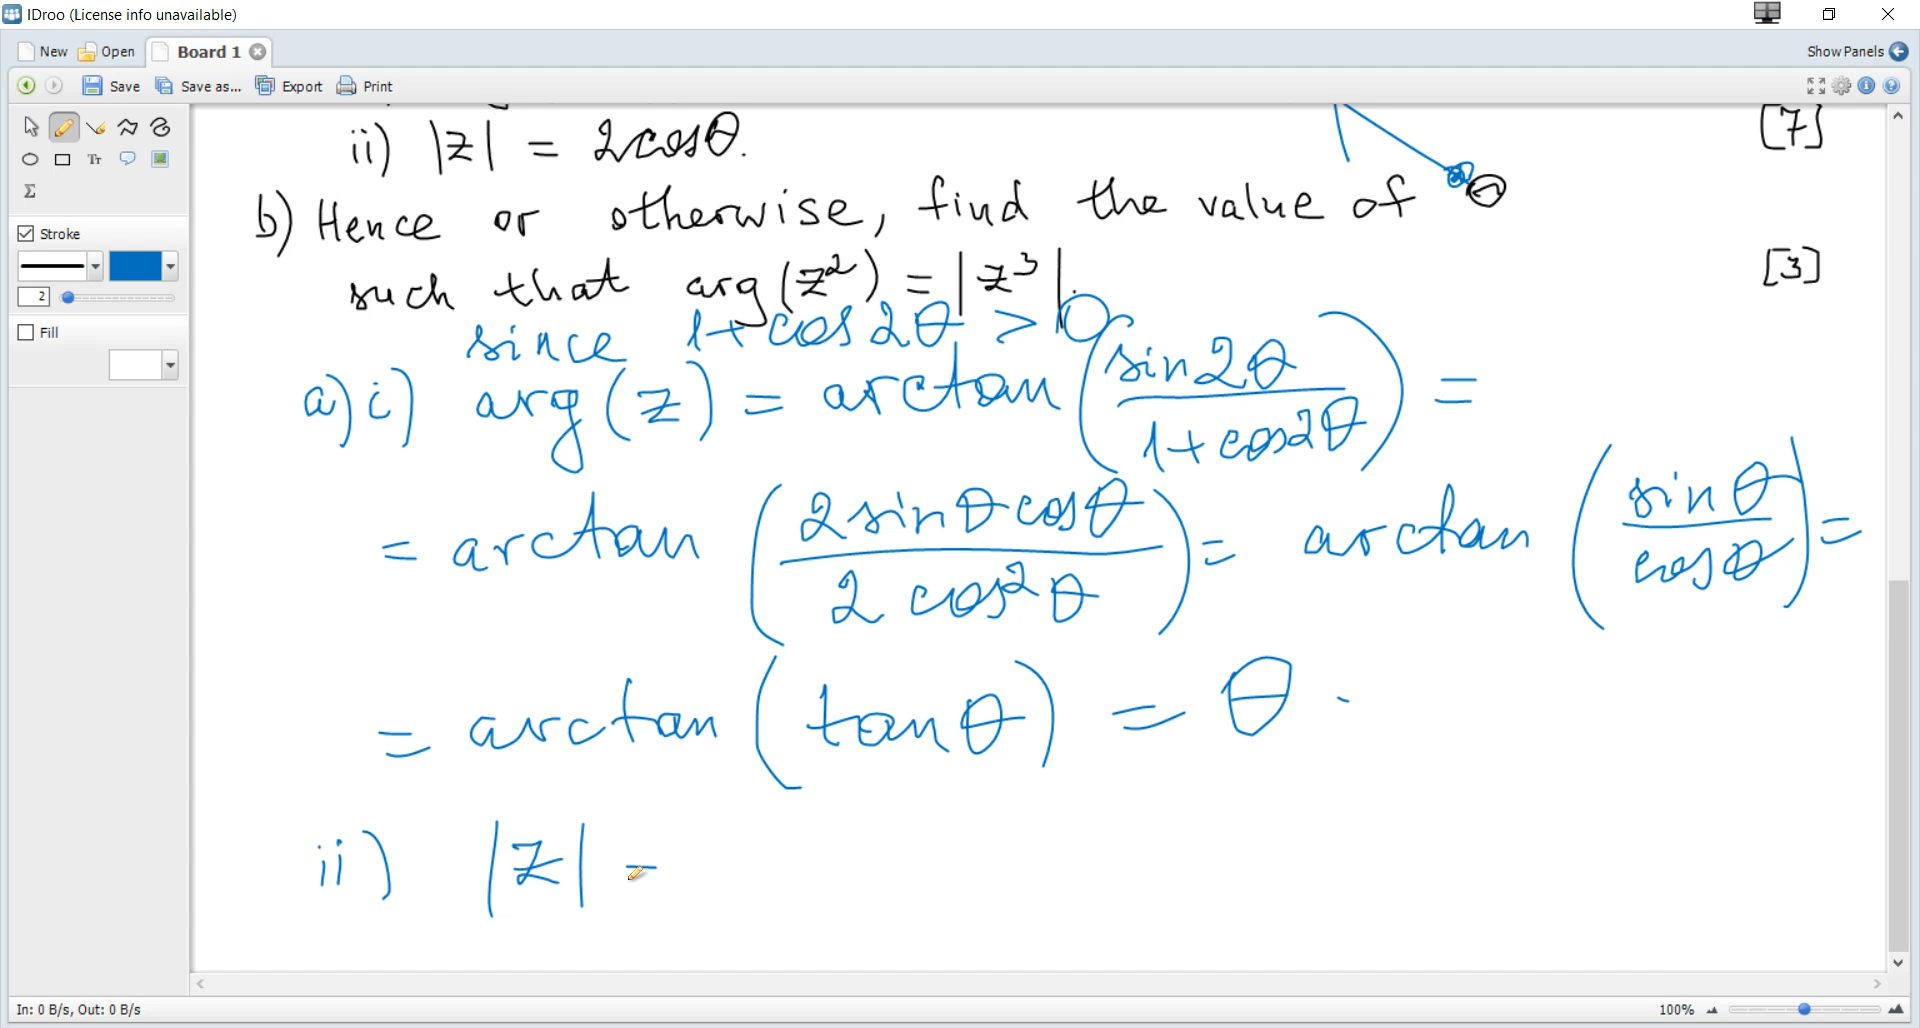 IDroo (License info unavailable)
New Open Board 1 Show Panels
Save Save as... Export Print
ii) |z| = 2cosθ. [7]
b) Hence or otherwise, find the value of θ
such that arg(z²) = |z³|. [3]
since 1+cos2θ > 0
a) i) arg(z) = arctan(sin2θ / 1+cos2θ) =
= arctan(2sinθcosθ / 2cos²θ) = arctan(sinθ / cosθ) =
= arctan(tanθ) = θ.
ii) |z| -
Tt
Σ
Stroke
2
Fill
In: 0 B/s, Out: 0 B/s 100%